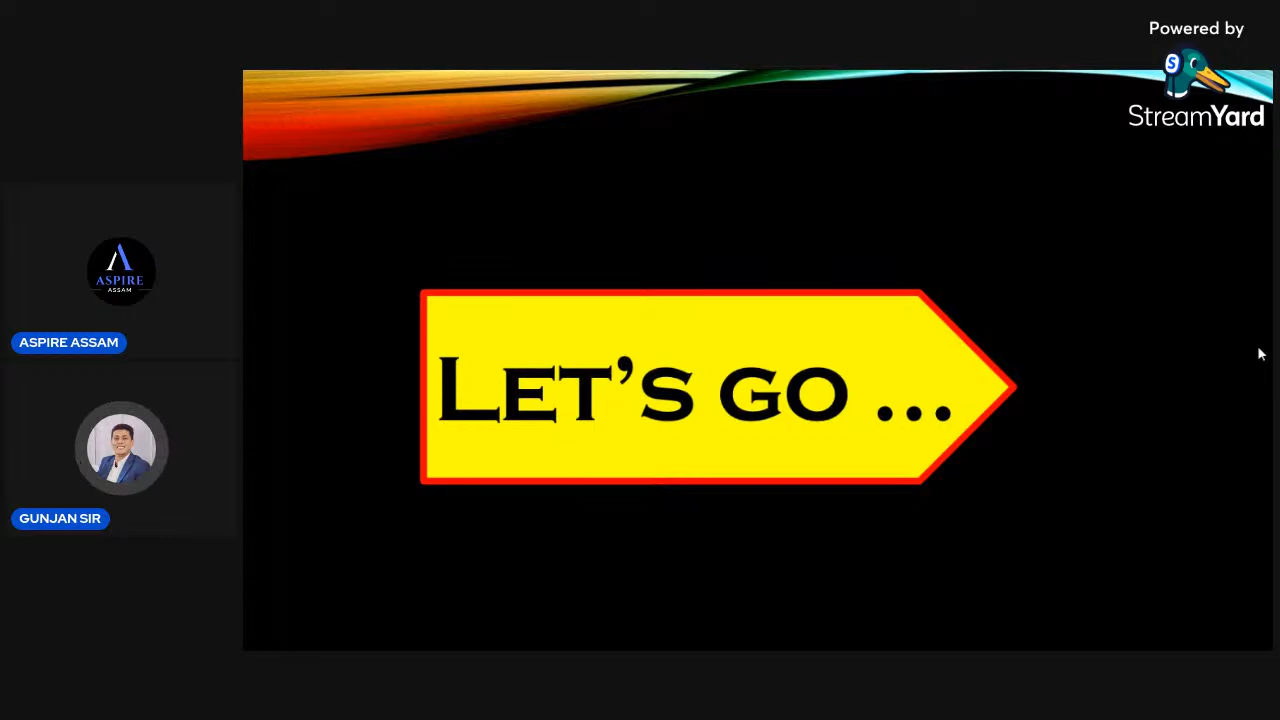 Powered by
S
StreamYard
A
ASPIRE
ASSAM
ASPIRE ASSAM
LET'S GO ...
GUNJAN SIR